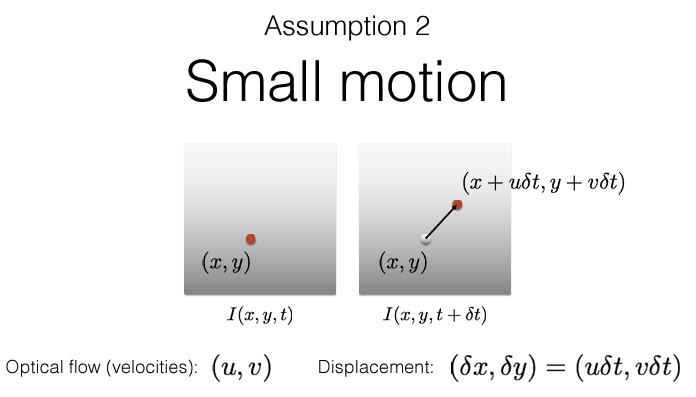 Assumption 2
Small motion
(x + uδt, y + vδt)
(x, y)
(x, y)
I(x, y, t)
I(x, y, t + δt)
Optical flow (velocities): (u, v)
Displacement: (δx, δy) = (uδt, vδt)